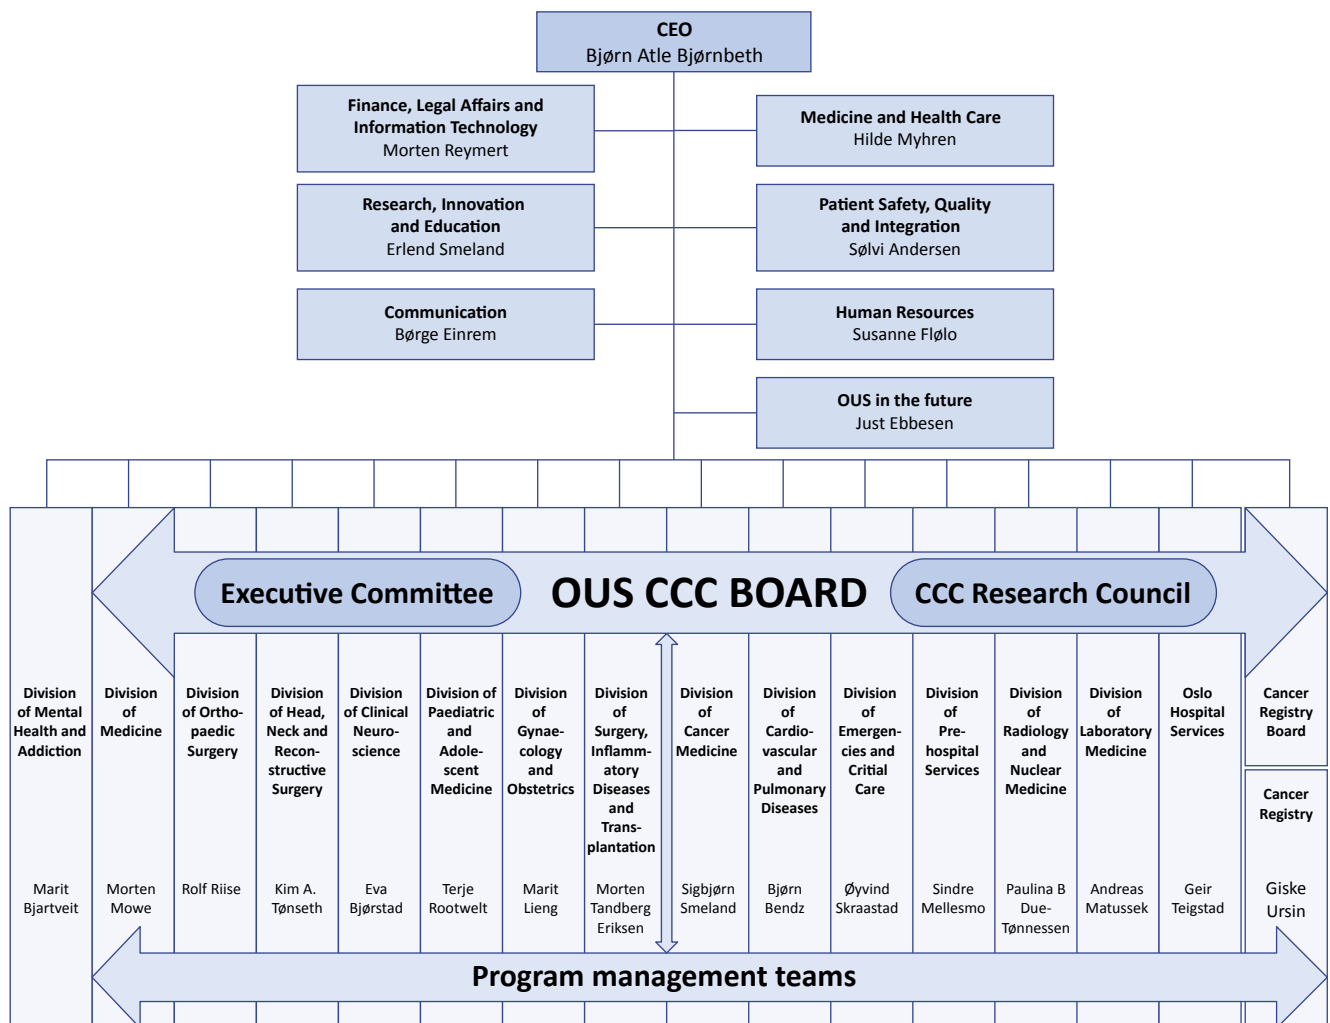 CEO
Bjørn Atle Bjørnbeth
Finance, Legal Affairs and
Information Technology
Morten Reymert
Medicine and Health Care
Hilde Myhren
Research, Innovation
and Education
Erlend Smeland
Patient Safety, Quality
and Integration
Sølvi Andersen
Communication
Børge Einrem
Human Resources
Susanne Flølo
OUS in the future
Just Ebbesen
Executive Committee
OUS CCC BOARD
CCC Research Council
Division
of Mental
Health and
Addiction
Marit
Bjartveit
Division
of
Medicine
Morten
Mowe
Division
of Ortho-
paedic
Surgery
Rolf Riise
Division
of Head,
Neck and
Recon-
structive
Surgery
Kim A.
Tønseth
Division
of Clinical
Neuro-
science
Eva
Bjørstad
Division of
Paediatric
and
Adole-
scent
Medicine
Terje
Rootwelt
Division
of
Gynae-
cology
and
Obstetrics
Marit
Lieng
Division
of
Surgery,
Inflamm-
atory
Diseases
and
Trans-
plantation
Morten
Tandberg
Eriksen
Division
of
Cancer
Medicine
Sigbjørn
Smeland
Division
of
Cardio-
vascular
and
Pulmonary
Diseases
Bjørn
Bendz
Division
of
Emergen-
cies and
Critial
Care
Øyvind
Skraastad
Division
of
Pre-
hospital
Services
Sindre
Mellesmo
Division
of
Radiology
and
Nuclear
Medicine
Paulina B
Due-
Tønnessen
Division
of
Laboratory
Medicine
Andreas
Matussek
Oslo
Hospital
Services
Geir
Teigstad
Cancer
Registry
Board
Cancer
Registry
Giske
Ursin
Program management teams